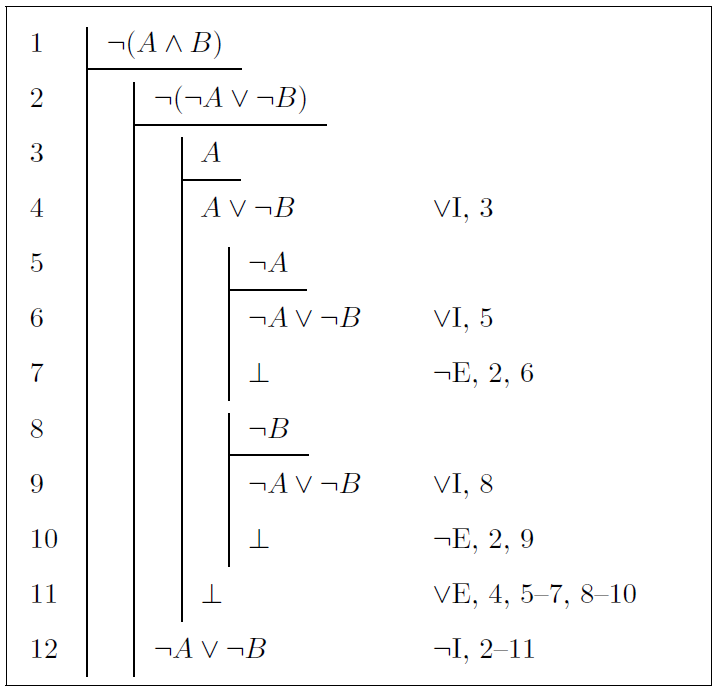 1 ¬(A ∧ B)
2 ¬(¬A ∨ ¬B)
3 A
4 A ∨ ¬B ∨I, 3
5 ¬A
6 ¬A ∨ ¬B ∨I, 5
7 ⊥ ¬E, 2, 6
8 ¬B
9 ¬A ∨ ¬B ∨I, 8
10 ⊥ ¬E, 2, 9
11 ⊥ ∨E, 4, 5–7, 8–10
12 ¬A ∨ ¬B ¬I, 2–11